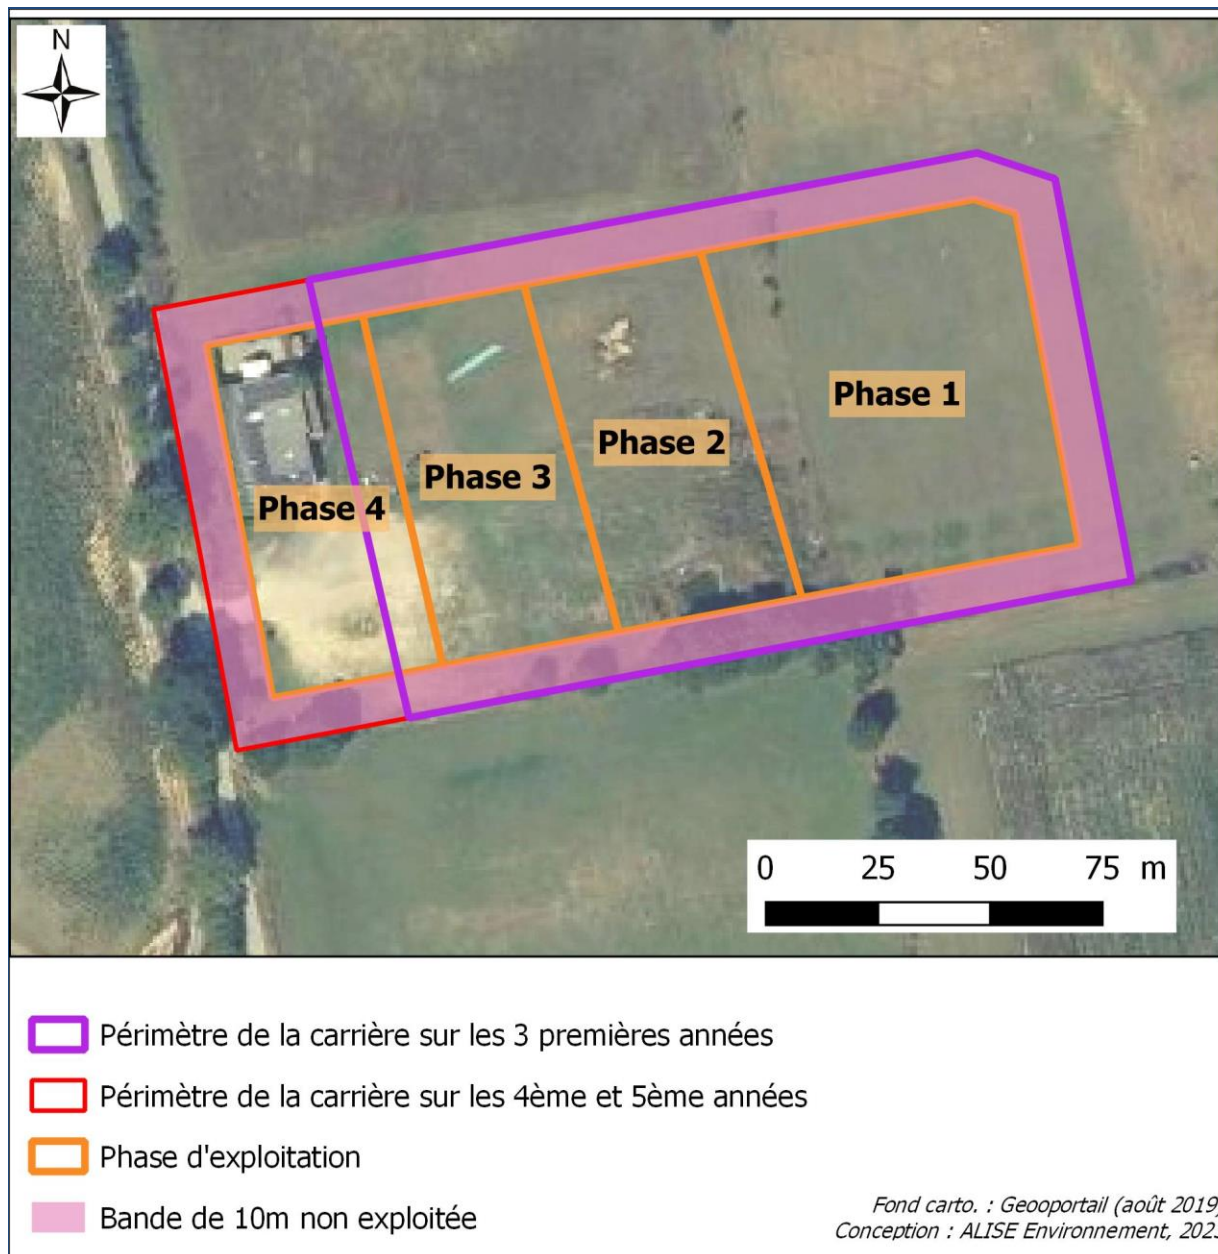 N
Phase 1
Phase 2
Phase 3
Phase 4
0 25 50 75 m
Périmètre de la carrière sur les 3 premières années
Périmètre de la carrière sur les 4ème et 5ème années
Phase d'exploitation
Bande de 10m non exploitée
Fond carto. : Geooportail (août 2019)
Conception : ALISE Environnement,